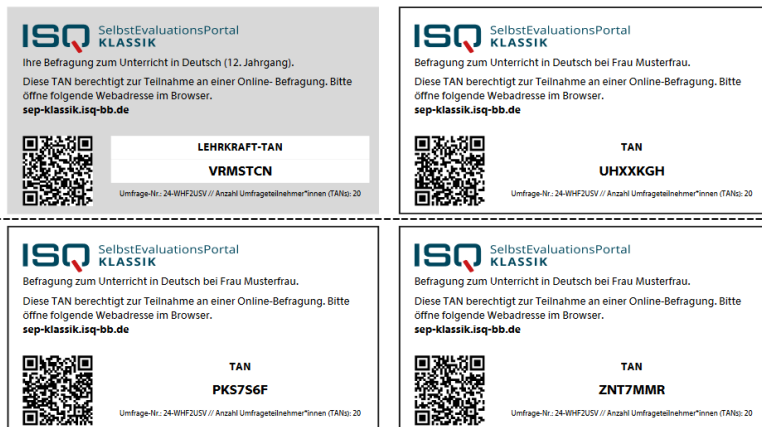 ISQ SelbstEvaluationsPortal
KLASSIK
Ihre Befragung zum Unterricht in Deutsch (12. Jahrgang).
Diese TAN berechtigt zur Teilnahme an einer Online- Befragung. Bitte
öffne folgende Webadresse im Browser.
sep-klassik.isq-bb.de
LEHRKRAFT-TAN
VRMSTCN
Umfrage-Nr.: 24-WHF2USV // Anzahl Umfrageteilnehmer*innen (TANs): 20
ISQ SelbstEvaluationsPortal
KLASSIK
Befragung zum Unterricht in Deutsch bei Frau Musterfrau.
Diese TAN berechtigt zur Teilnahme an einer Online-Befragung. Bitte
öffne folgende Webadresse im Browser.
sep-klassik.isq-bb.de
TAN
UHXXKGH
Umfrage-Nr.: 24-WHF2USV // Anzahl Umfrageteilnehmer*innen (TANs): 20
ISQ SelbstEvaluationsPortal
KLASSIK
Befragung zum Unterricht in Deutsch bei Frau Musterfrau.
Diese TAN berechtigt zur Teilnahme an einer Online-Befragung. Bitte
öffne folgende Webadresse im Browser.
sep-klassik.isq-bb.de
TAN
PKS7S6F
Umfrage-Nr.: 24-WHF2USV // Anzahl Umfrageteilnehmer*innen (TANs): 20
ISQ SelbstEvaluationsPortal
KLASSIK
Befragung zum Unterricht in Deutsch bei Frau Musterfrau.
Diese TAN berechtigt zur Teilnahme an einer Online-Befragung. Bitte
öffne folgende Webadresse im Browser.
sep-klassik.isq-bb.de
TAN
ZNT7MMR
Umfrage-Nr.: 24-WHF2USV // Anzahl Umfrageteilnehmer*innen (TANs): 20